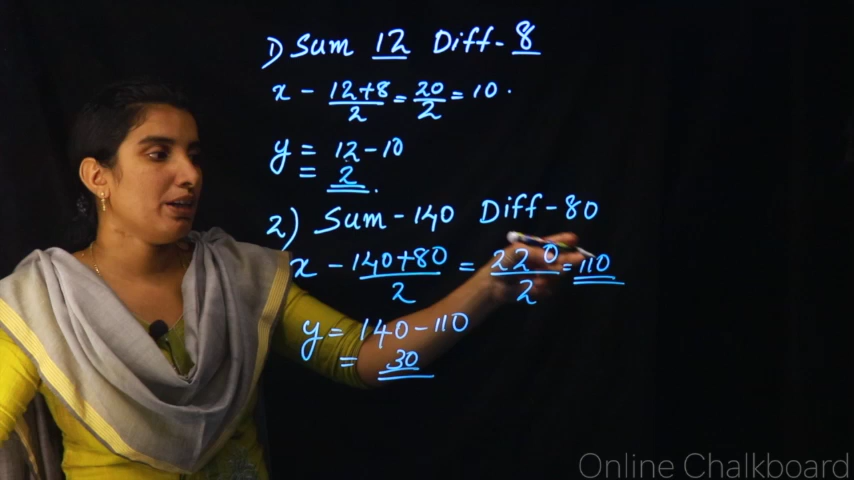 1) Sum 12 Diff- 8
x - 12+8/2 = 20/2 = 10.
y = 12-10
= 2.
2) Sum-140 Diff-80
x - 140+80/2 = 220/2 = 110
y = 140-110
= 30
Online Chalkboard